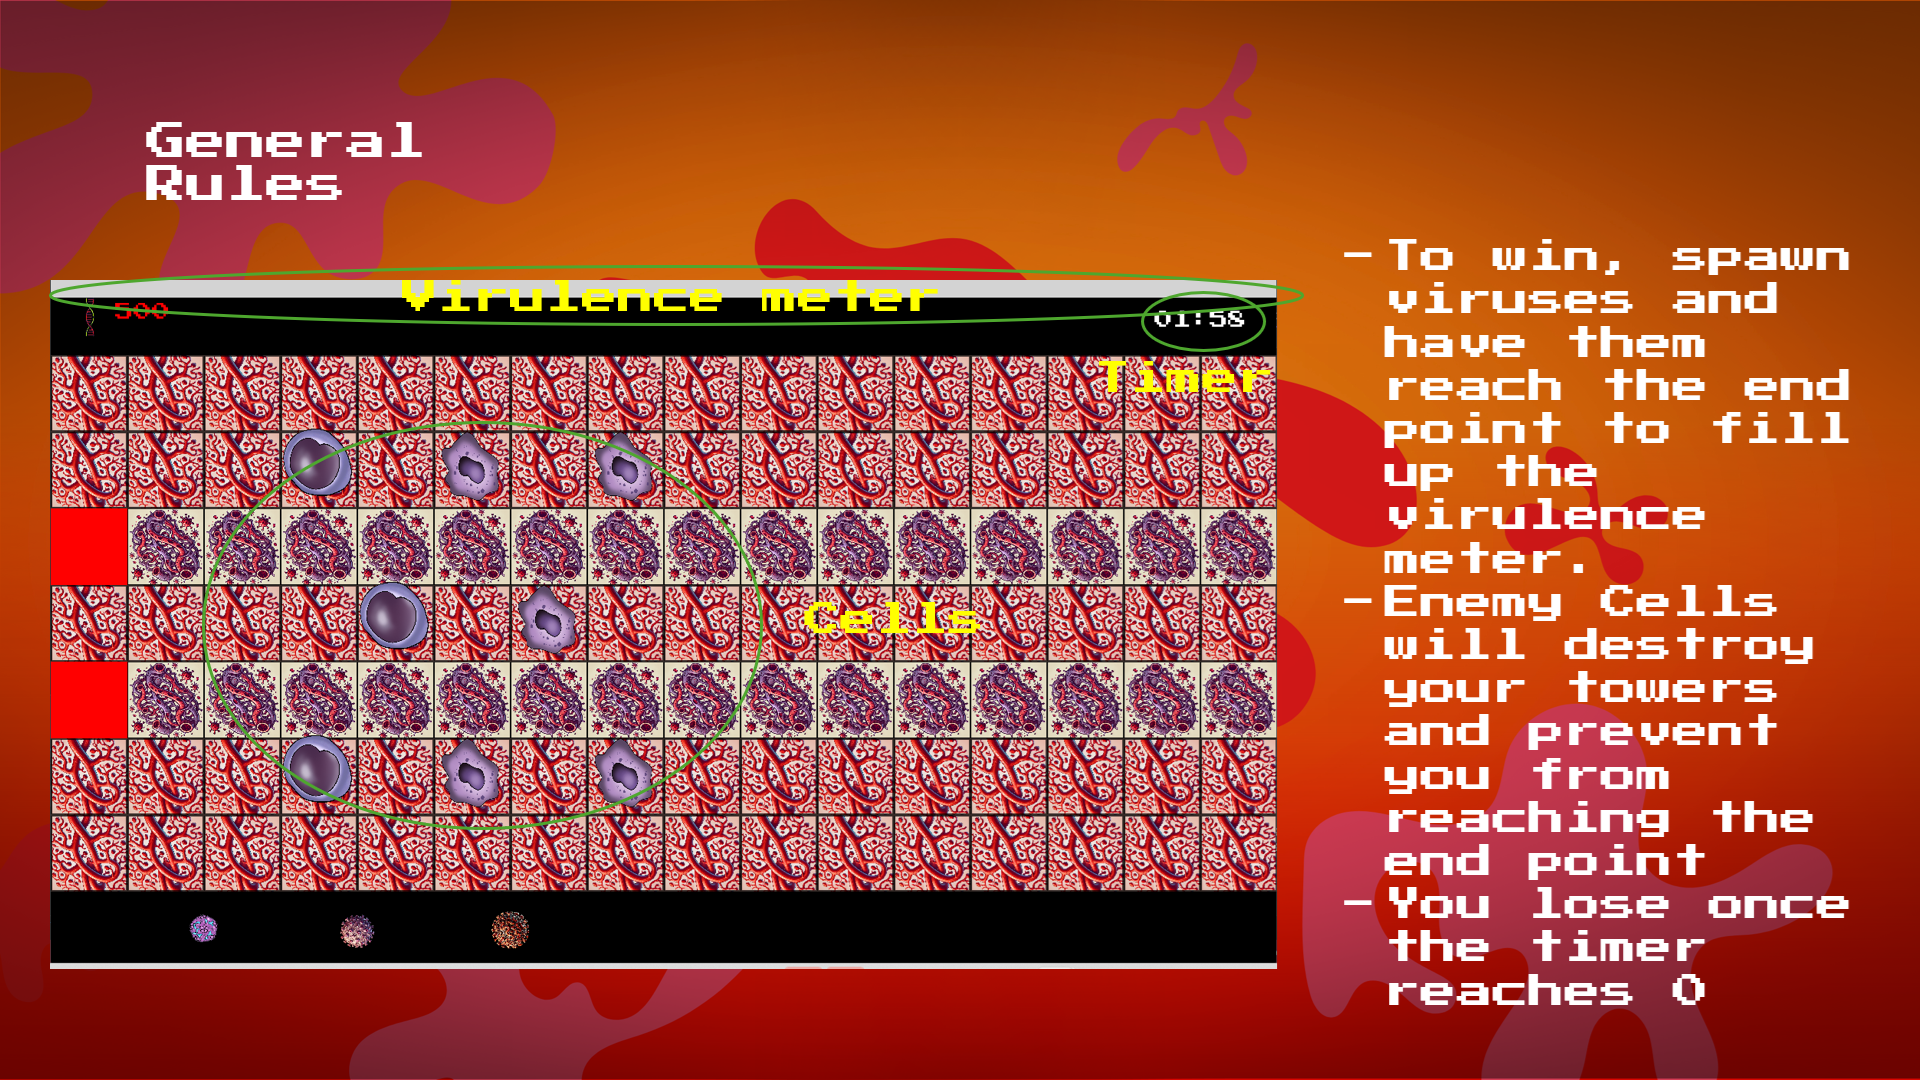 General
Rules
Virulence meter
500
01:58
Timer
Cells
- To win, spawn
viruses and
have them
reach the end
point to fill
up the
virulence
meter.
- Enemy Cells
will destroy
your towers
and prevent
you from
reaching the
end point
- You lose once
the timer
reaches 0